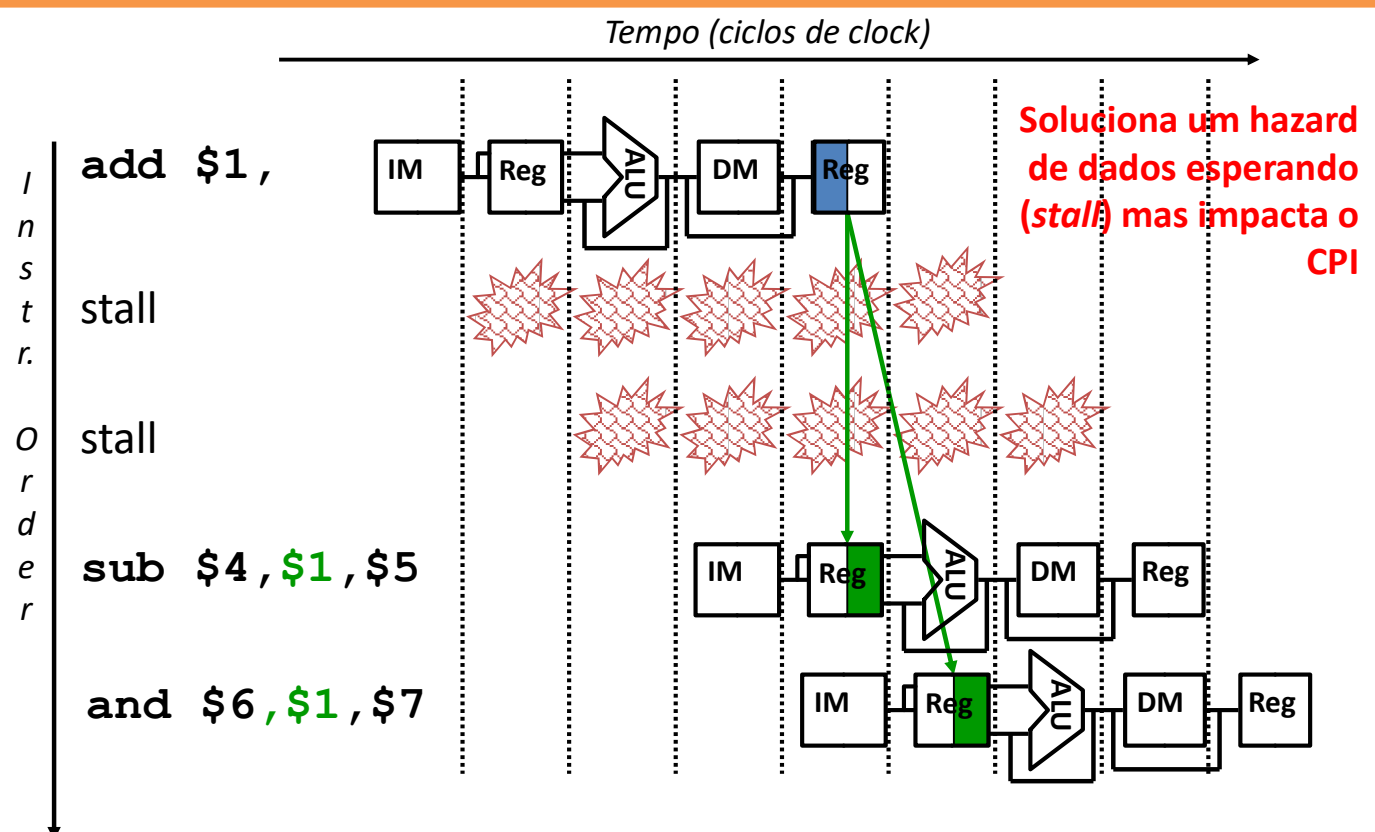 Tempo (ciclos de clock)
Soluciona um hazard
de dados esperando
(stall) mas impacta o
CPI
Instr. Order
add $1,
IM Reg ALU DM Reg
stall
stall
sub $4,$1,$5
IM Reg ALU DM Reg
and $6,$1,$7
IM Reg ALU DM Reg